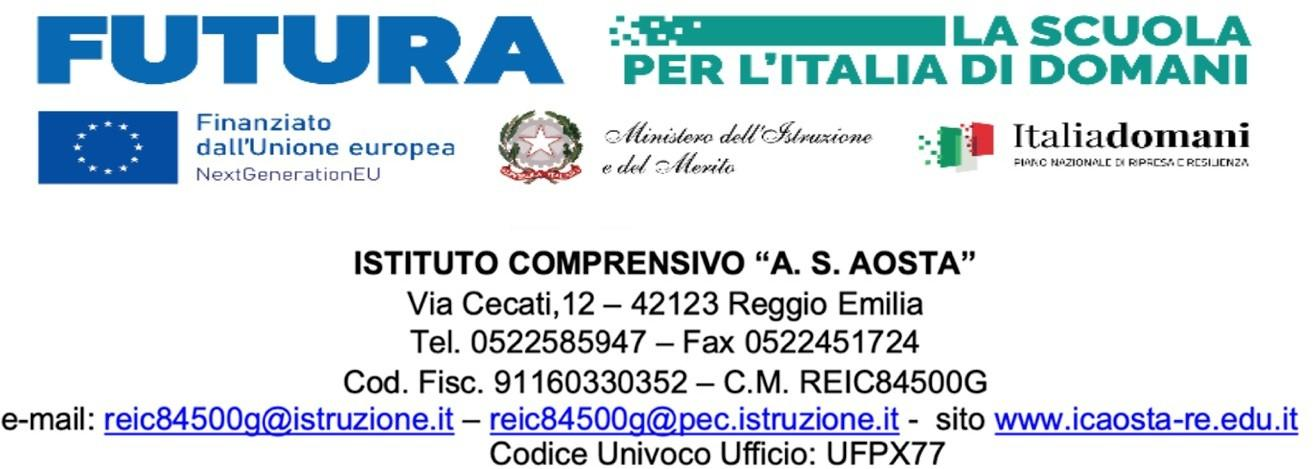 FUTURA
LA SCUOLA
PER L'ITALIA DI DOMANI
Finanziato
dall'Unione europea
NextGenerationEU
Ministero dell'Istruzione
e del Merito
Italiadomani
PIANO NAZIONALE DI RIPRESA E RESILIENZA
ISTITUTO COMPRENSIVO “A. S. AOSTA”
Via Cecati,12 – 42123 Reggio Emilia
Tel. 0522585947 – Fax 0522451724
Cod. Fisc. 91160330352 – C.M. REIC84500G
e-mail: reic84500g@istruzione.it – reic84500g@pec.istruzione.it - sito www.icaosta-re.edu.it
Codice Univoco Ufficio: UFPX77